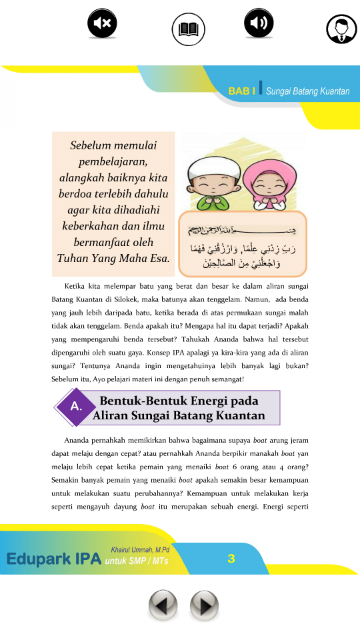 BAB I Sungai Batang Kuantan
Sebelum memulai
pembelajaran,
alangkah baiknya kita
berdoa terlebih dahulu
agar kita dihadiahi
keberkahan dan ilmu
bermanfaat oleh
Tuhan Yang Maha Esa.
رَبِّ زِدْنِي عِلْمًا، وَارْزُقْنِيْ فَهْمًا
وَاجْعَلْنِيْ مِنَ الصَّالِحِيْنَ
Ketika kita melempar batu yang berat dan besar ke dalam aliran sungai
Batang Kuantan di Silokek, maka batunya akan tenggelam. Namun, ada benda
yang jauh lebih daripada batu, ketika berada di atas permukaan sungai malah
tidak akan tenggelam. Benda apakah itu? Mengapa hal itu dapat terjadi? Apakah
yang mempengaruhi benda tersebut? Tahukah Ananda bahwa hal tersebut
dipengaruhi oleh suatu gaya. Konsep IPA apalagi ya kira-kira yang ada di aliran
sungai? Tentunya Ananda ingin mengetahuinya lebih banyak lagi bukan?
Sebelum itu, Ayo pelajari materi ini dengan penuh semangat!
A. Bentuk-Bentuk Energi pada
Aliran Sungai Batang Kuantan
Ananda pernahkah memikirkan bahwa bagaimana supaya boat arung jeram
dapat melaju dengan cepat? atau pernahkah Ananda berpikir manakah boat yan
melaju lebih cepat ketika pemain yang menaiki boat 6 orang atau 4 orang?
Semakin banyak pemain yang menaiki boat apakah semakin besar kemampuan
untuk melakukan suatu perubahannya? Kemampuan untuk melakukan kerja
seperti mengayuh dayung boat itu merupakan sebuah energi. Energi seperti
Khairul Ummah, M.Pd
Edupark IPA untuk SMP / MTs
3